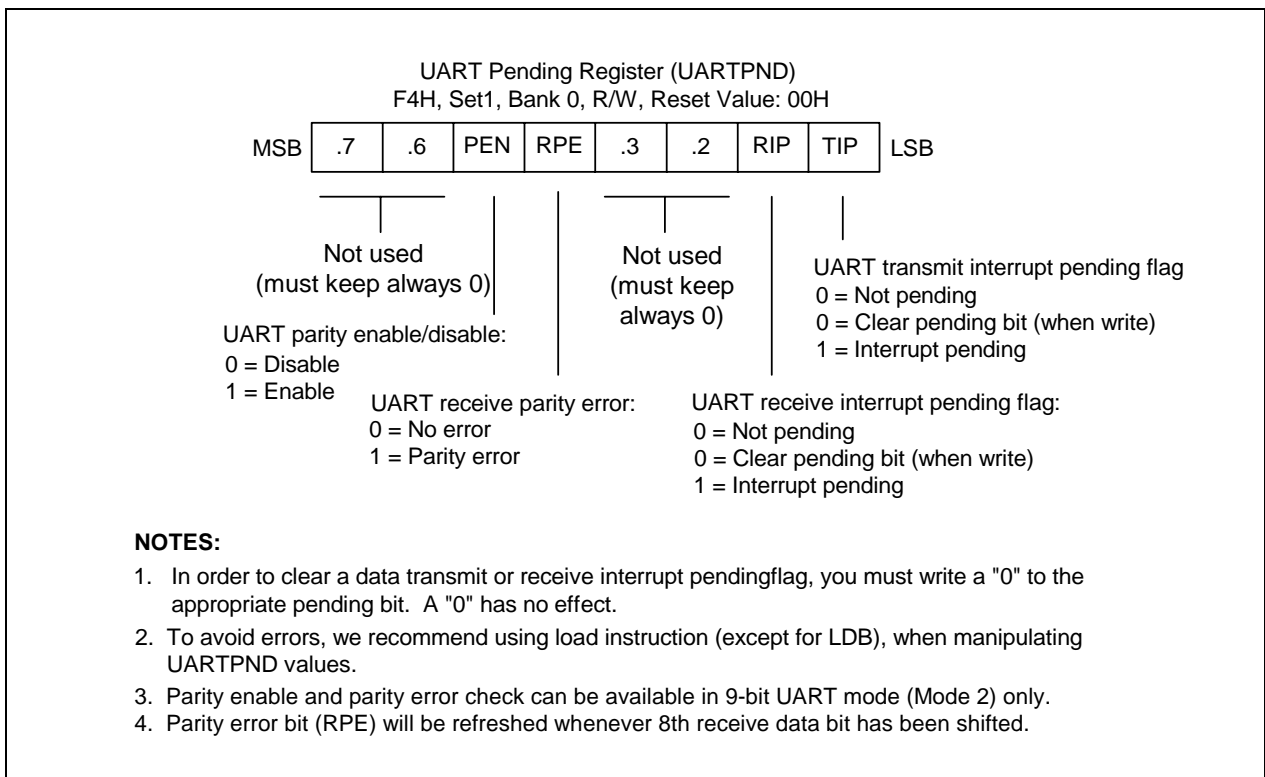 UART Pending Register (UARTPND)
F4H, Set1, Bank 0, R/W, Reset Value: 00H
MSB .7 .6 PEN RPE .3 .2 RIP TIP LSB
Not used
(must keep always 0)
Not used
(must keep
always 0)
UART transmit interrupt pending flag
0 = Not pending
0 = Clear pending bit (when write)
1 = Interrupt pending
UART parity enable/disable:
0 = Disable
1 = Enable
UART receive parity error:
0 = No error
1 = Parity error
UART receive interrupt pending flag:
0 = Not pending
0 = Clear pending bit (when write)
1 = Interrupt pending
NOTES:
1. In order to clear a data transmit or receive interrupt pendingflag, you must write a "0" to the
appropriate pending bit. A "0" has no effect.
2. To avoid errors, we recommend using load instruction (except for LDB), when manipulating
UARTPND values.
3. Parity enable and parity error check can be available in 9-bit UART mode (Mode 2) only.
4. Parity error bit (RPE) will be refreshed whenever 8th receive data bit has been shifted.